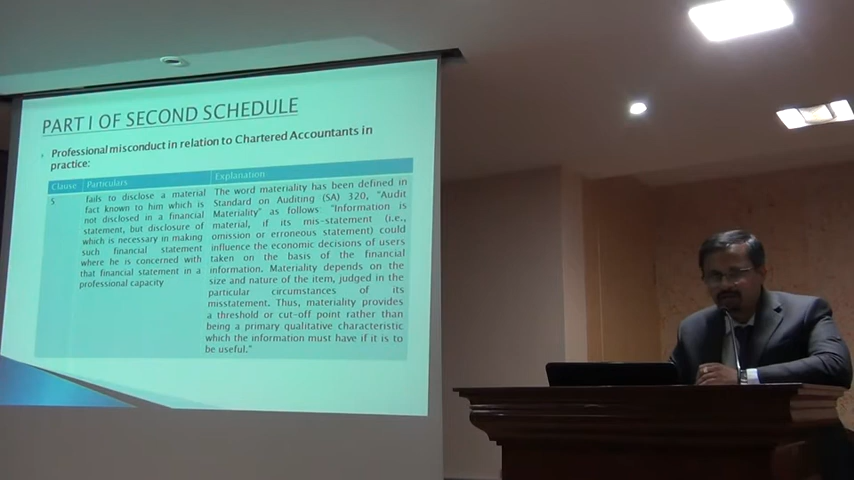 PART I OF SECOND SCHEDULE
Professional misconduct in relation to Chartered Accountants in
practice:
Clause Particulars Explanation
5
fails to disclose a material
fact known to him which is
not disclosed in a financial
statement, but disclosure of
which is necessary in making
such financial statement
where he is concerned with
that financial statement in a
professional capacity
The word materiality has been defined in
Standard on Auditing (SA) 320, "Audit
Materiality" as follows "Information is
material, if its mis-statement (i.e.,
omission or erroneous statement) could
influence the economic decisions of users
taken on the basis of the financial
information. Materiality depends on the
size and nature of the item, judged in the
particular circumstances of its
misstatement. Thus, materiality provides
a threshold or cut-off point rather than
being a primary qualitative characteristic
which the information must have if it is to
be useful."